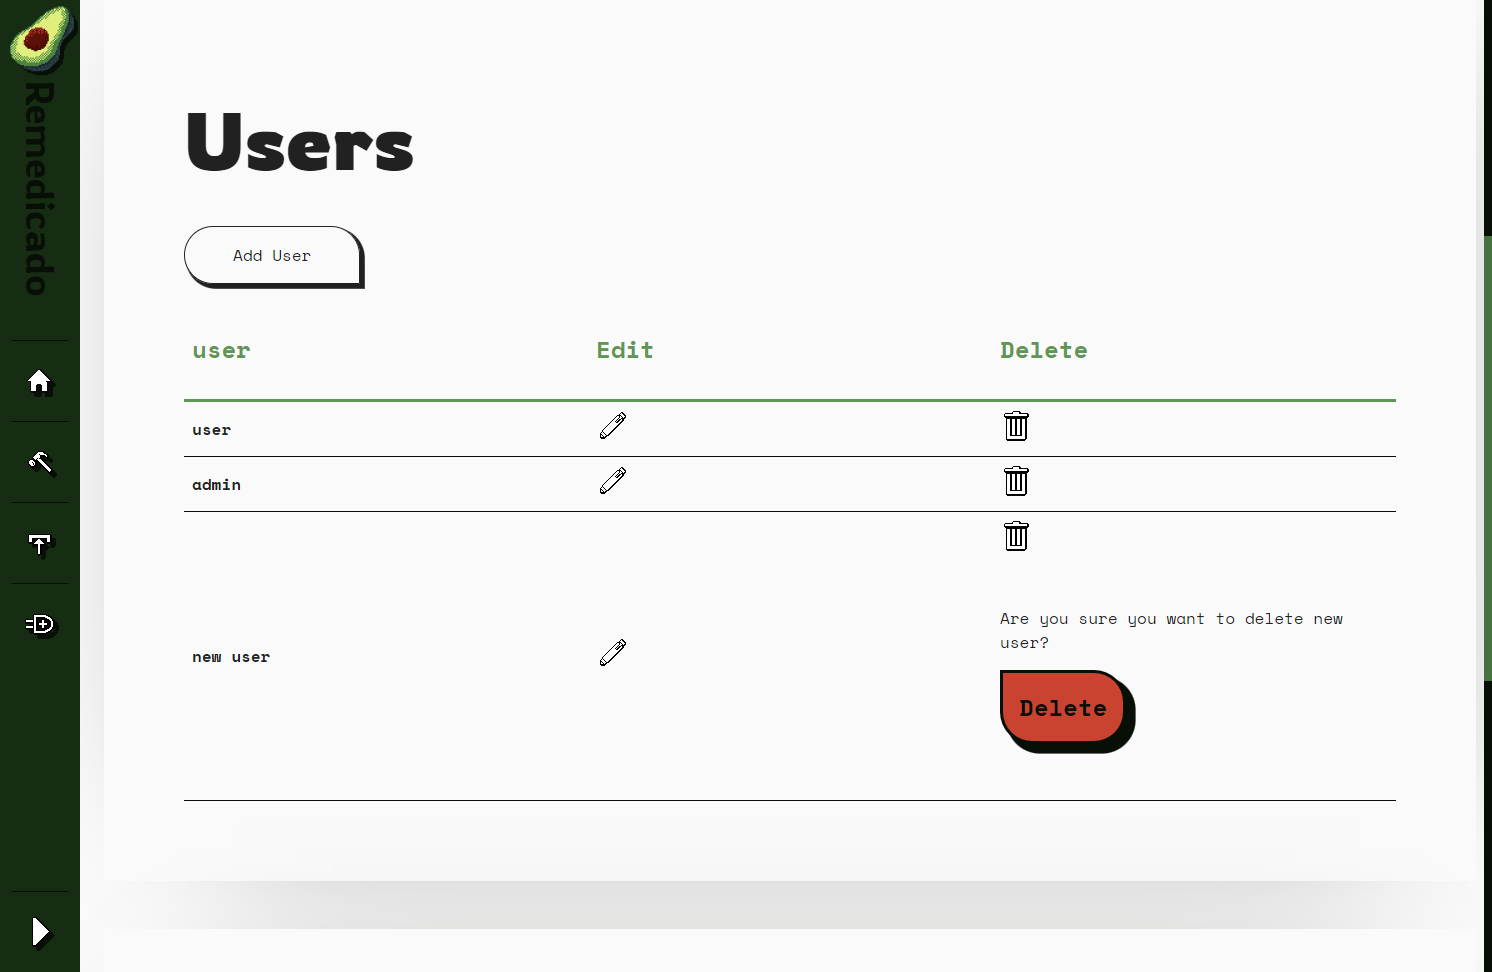 Remedicado
Users
Add User
user Edit Delete
user
admin
new user
Are you sure you want to delete new
user?
Delete